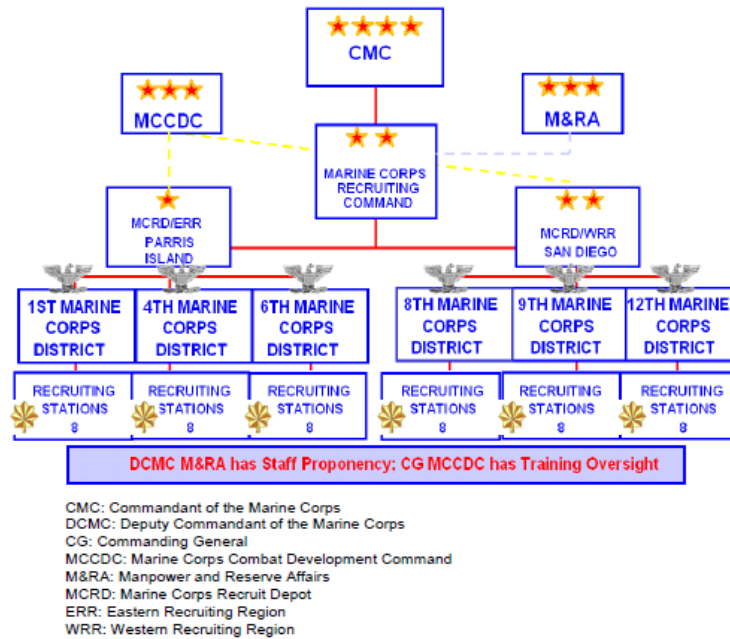 CMC
MCCDC
M&RA
MARINE CORPS
RECRUITING
COMMAND
MCRD/ERR
PARRIS
ISLAND
MCRD/WRR
SAN DIEGO
1ST MARINE
CORPS
DISTRICT
4TH MARINE
CORPS
DISTRICT
6TH MARINE
CORPS
DISTRICT
8TH MARINE
CORPS
DISTRICT
9TH MARINE
CORPS
DISTRICT
12TH MARINE
CORPS
DISTRICT
RECRUITING
STATIONS
8
RECRUITING
STATIONS
8
RECRUITING
STATIONS
8
RECRUITING
STATIONS
8
RECRUITING
STATIONS
8
RECRUITING
STATIONS
8
DCMC M&RA has Staff Proponency; CG MCCDC has Training Oversight
CMC: Commandant of the Marine Corps
DCMC: Deputy Commandant of the Marine Corps
CG: Commanding General
MCCDC: Marine Corps Combat Development Command
M&RA: Manpower and Reserve Affairs
MCRD: Marine Corps Recruit Depot
ERR: Eastern Recruiting Region
WRR: Western Recruiting Region